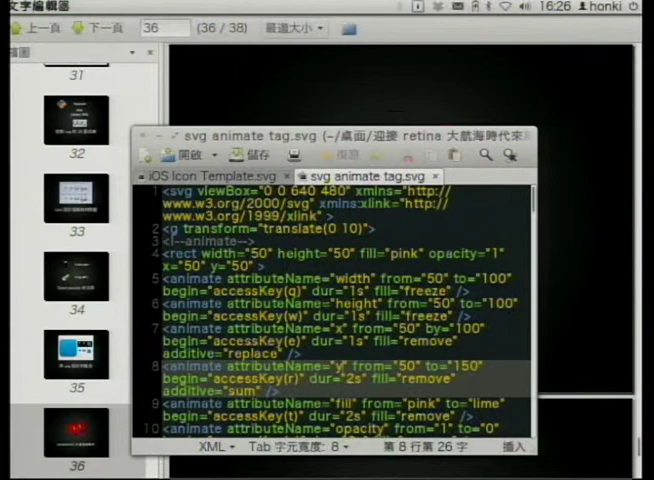 文字編輯器
16:26 honki
上一頁 下一頁 36 (36 / 38) 最適大小
31
32
33
34
35
36
svg animate tag.svg (~/桌面/迎接 retina 大航海時代來
開啟 儲存 復原
iOS Icon Template.svg × svg animate tag.svg ×
1 <svg viewBox="0 0 640 480" xmlns="http://
www.w3.org/2000/svg" xmlns:xlink="http://
www.w3.org/1999/xlink" >
2 <g transform="translate(0 10)">
3 <!--animate-->
4 <rect width="50" height="50" fill="pink" opacity="1"
x="50" y="50" >
5 <animate attributeName="width" from="50" to="100"
begin="accessKey(q)" dur="1s" fill="freeze" />
6 <animate attributeName="height" from="50" to="100"
begin="accessKey(w)" dur="1s" fill="freeze" />
7 <animate attributeName="x" from="50" by="100"
begin="accessKey(e)" dur="1s" fill="remove"
additive="replace" />
8 <animate attributeName="y" from="50" to="150"
begin="accessKey(r)" dur="2s" fill="remove"
additive="sum" />
9 <animate attributeName="fill" from="pink" to="lime"
begin="accessKey(t)" dur="2s" fill="remove" />
10 <animate attributeName="opacity" from="1" to="0"
XML Tab 字元寬度: 8 第 8 行第 26 字 插入